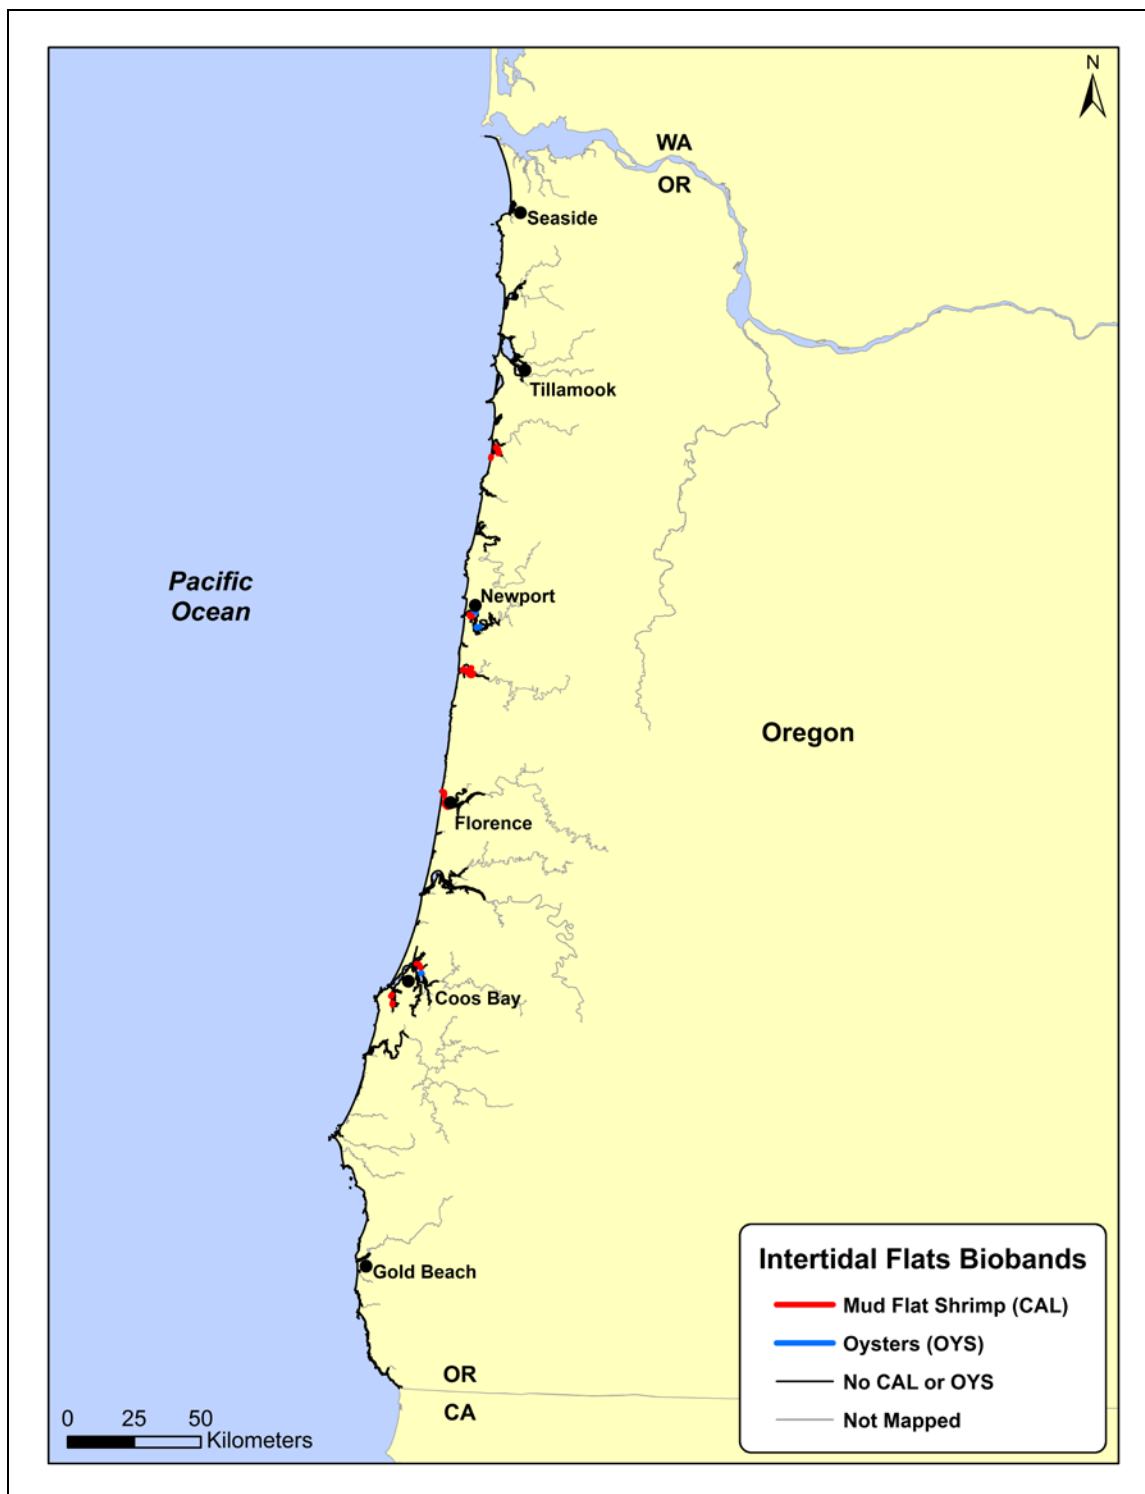 N
WA
OR
Seaside
Tillamook
Pacific
Ocean
Newport
Oregon
Florence
Coos Bay
Gold Beach
Intertidal Flats Biobands
Mud Flat Shrimp (CAL)
Oysters (OYS)
No CAL or OYS
Not Mapped
OR
CA
0 25 50
Kilometers